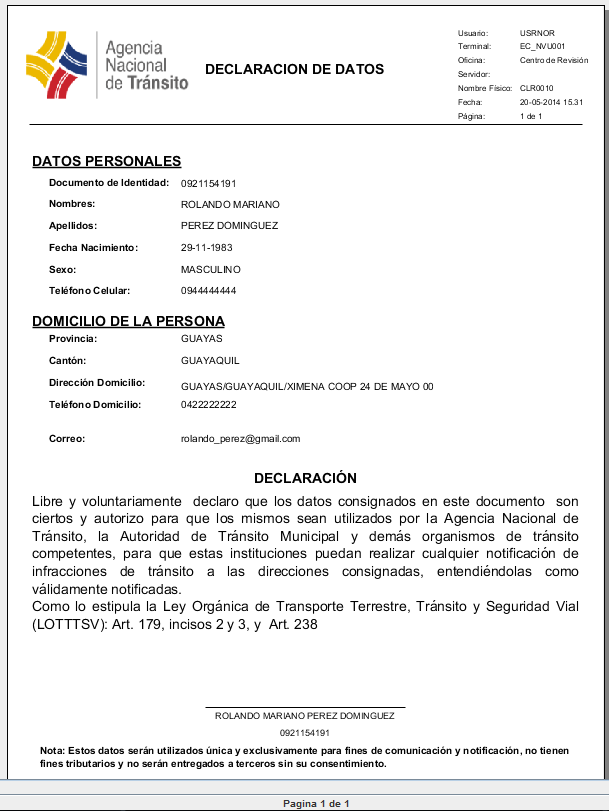 Agencia
Nacional
de Tránsito
DECLARACION DE DATOS
Usuario: USRNOR
Terminal: EC_NVU001
Oficina: Centro de Revisión
Servidor:
Nombre Físico: CLR0010
Fecha: 20-05-2014 15.31
Página: 1 de 1
DATOS PERSONALES
Documento de Identidad: 0921154191
Nombres: ROLANDO MARIANO
Apellidos: PEREZ DOMINGUEZ
Fecha Nacimiento: 29-11-1983
Sexo: MASCULINO
Teléfono Celular: 0944444444
DOMICILIO DE LA PERSONA
Provincia: GUAYAS
Cantón: GUAYAQUIL
Dirección Domicilio: GUAYAS/GUAYAQUIL/XIMENA COOP 24 DE MAYO 00
Teléfono Domicilio: 0422222222
Correo: rolando_perez@gmail.com
DECLARACIÓN
Libre y voluntariamente declaro que los datos consignados en este documento son
ciertos y autorizo para que los mismos sean utilizados por la Agencia Nacional de
Tránsito, la Autoridad de Tránsito Municipal y demás organismos de tránsito
competentes, para que estas instituciones puedan realizar cualquier notificación de
infracciones de tránsito a las direcciones consignadas, entendiéndolas como
válidamente notificadas.
Como lo estipula la Ley Orgánica de Transporte Terrestre, Tránsito y Seguridad Vial
(LOTTTSV): Art. 179, incisos 2 y 3, y Art. 238
ROLANDO MARIANO PEREZ DOMINGUEZ
0921154191
Nota: Estos datos serán utilizados única y exclusivamente para fines de comunicación y notificación, no tienen
fines tributarios y no serán entregados a terceros sin su consentimiento.
Pagina 1 de 1